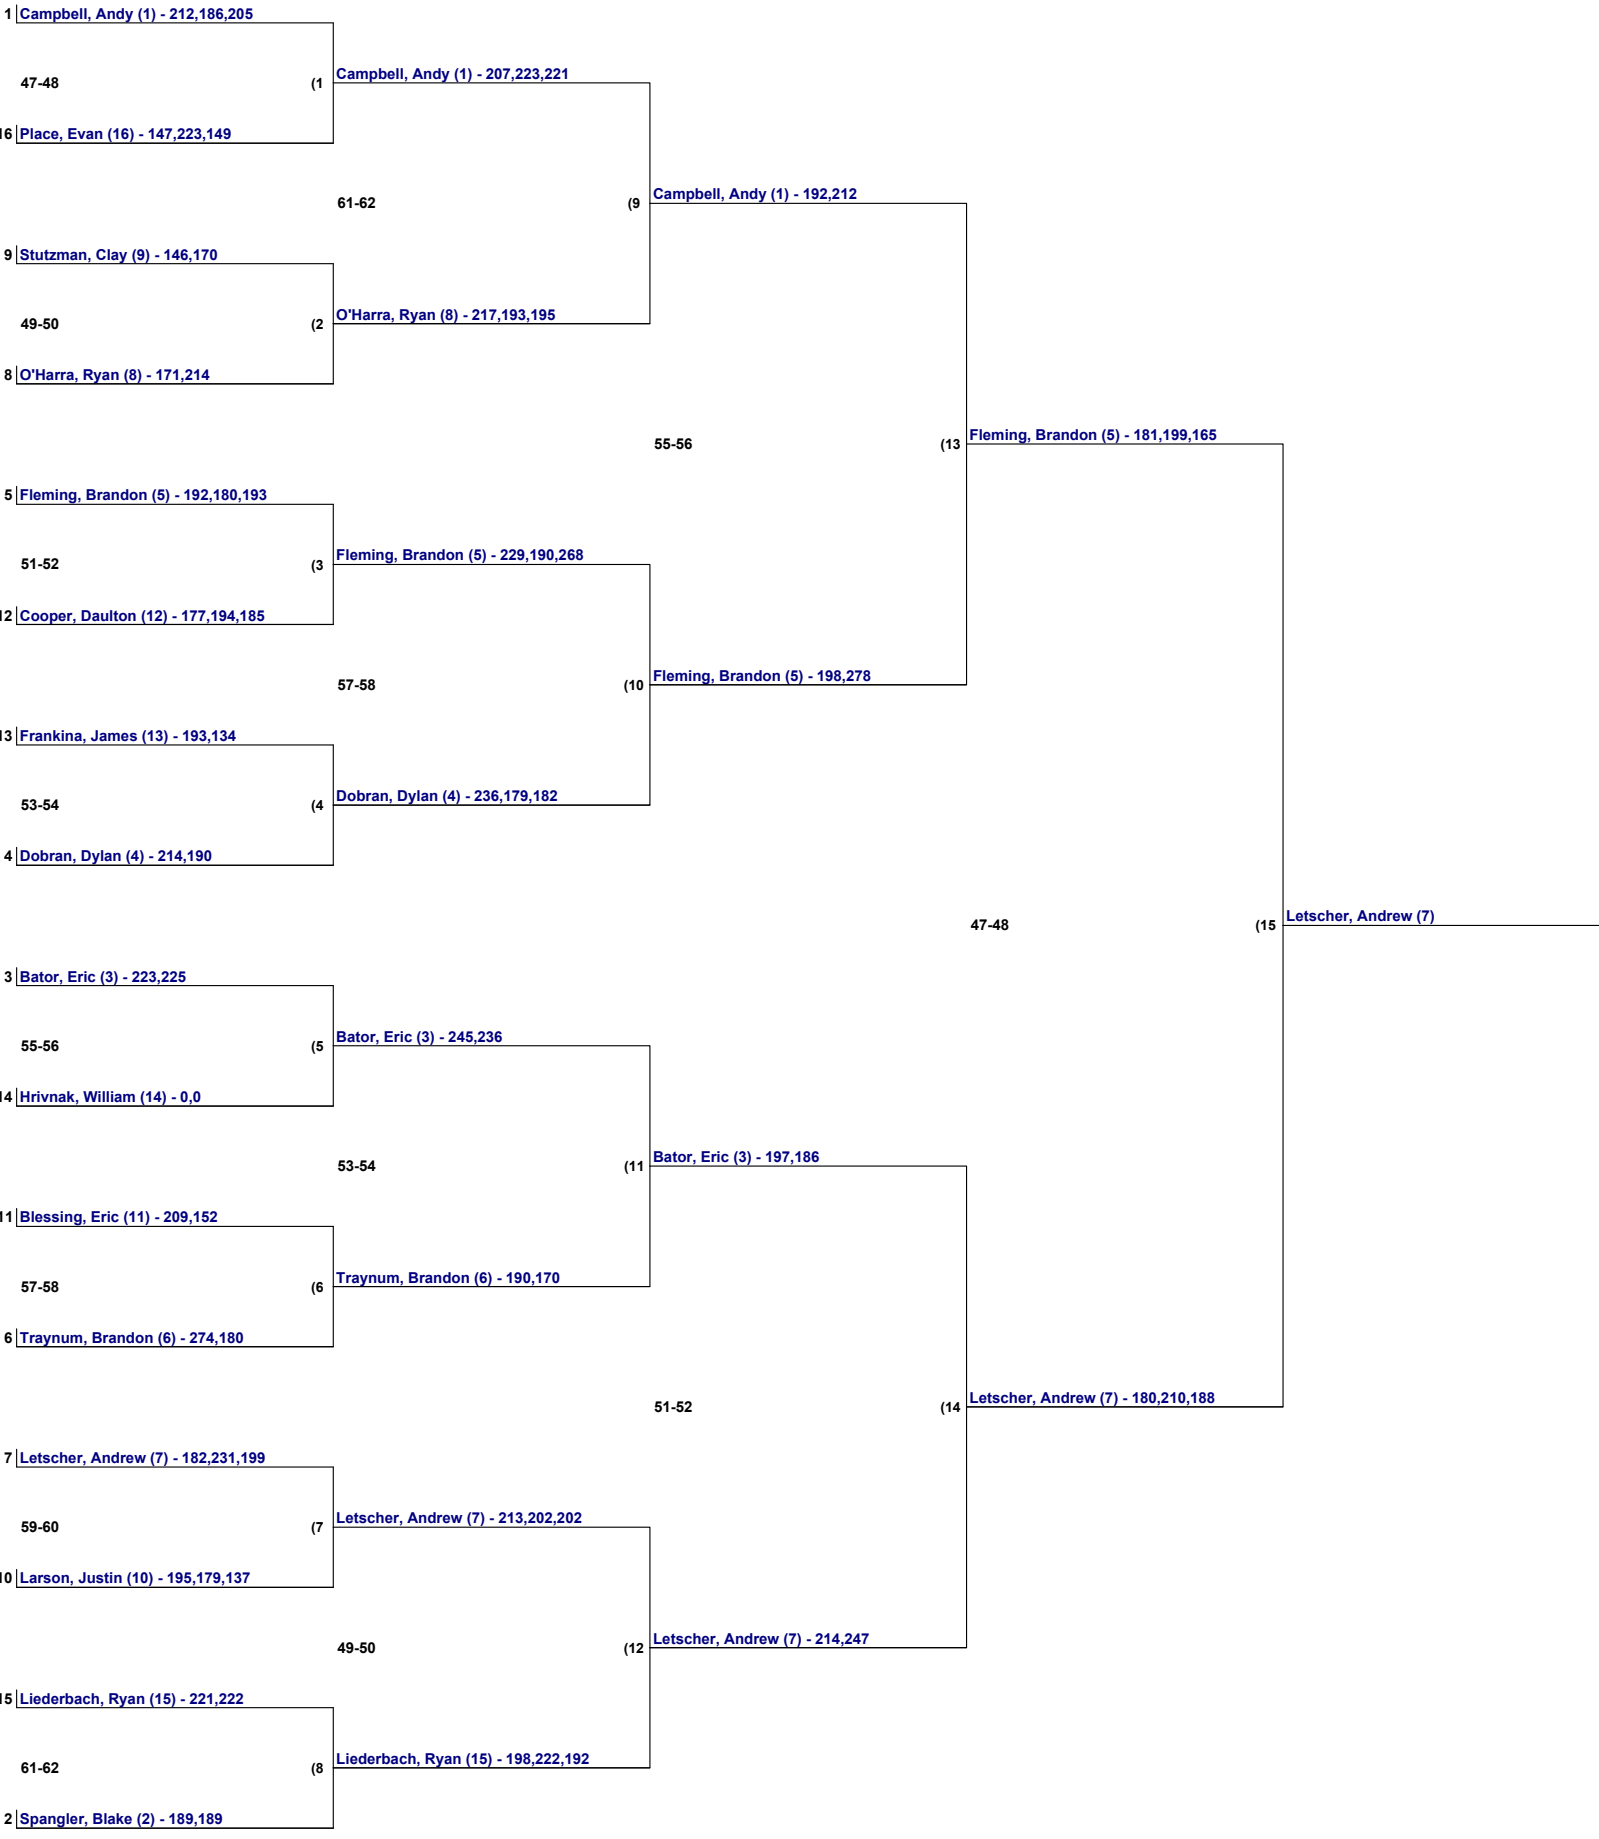 1 Campbell, Andy (1) - 212,186,205
Campbell, Andy (1) - 207,223,221
47-48 (1
16 Place, Evan (16) - 147,223,149
Campbell, Andy (1) - 192,212
61-62 (9
9 Stutzman, Clay (9) - 146,170
O'Harra, Ryan (8) - 217,193,195
49-50 (2
8 O'Harra, Ryan (8) - 171,214
Fleming, Brandon (5) - 181,199,165
55-56 (13
5 Fleming, Brandon (5) - 192,180,193
Fleming, Brandon (5) - 229,190,268
51-52 (3
12 Cooper, Daulton (12) - 177,194,185
Fleming, Brandon (5) - 198,278
57-58 (10
13 Frankina, James (13) - 193,134
Dobran, Dylan (4) - 236,179,182
53-54 (4
4 Dobran, Dylan (4) - 214,190
Letscher, Andrew (7)
47-48 (15
3 Bator, Eric (3) - 223,225
Bator, Eric (3) - 245,236
55-56 (5
14 Hrivnak, William (14) - 0,0
Bator, Eric (3) - 197,186
53-54 (11
11 Blessing, Eric (11) - 209,152
Traynum, Brandon (6) - 190,170
57-58 (6
6 Traynum, Brandon (6) - 274,180
Letscher, Andrew (7) - 180,210,188
51-52 (14
7 Letscher, Andrew (7) - 182,231,199
Letscher, Andrew (7) - 213,202,202
59-60 (7
10 Larson, Justin (10) - 195,179,137
Letscher, Andrew (7) - 214,247
49-50 (12
15 Liederbach, Ryan (15) - 221,222
Liederbach, Ryan (15) - 198,222,192
61-62 (8
2 Spangler, Blake (2) - 189,189